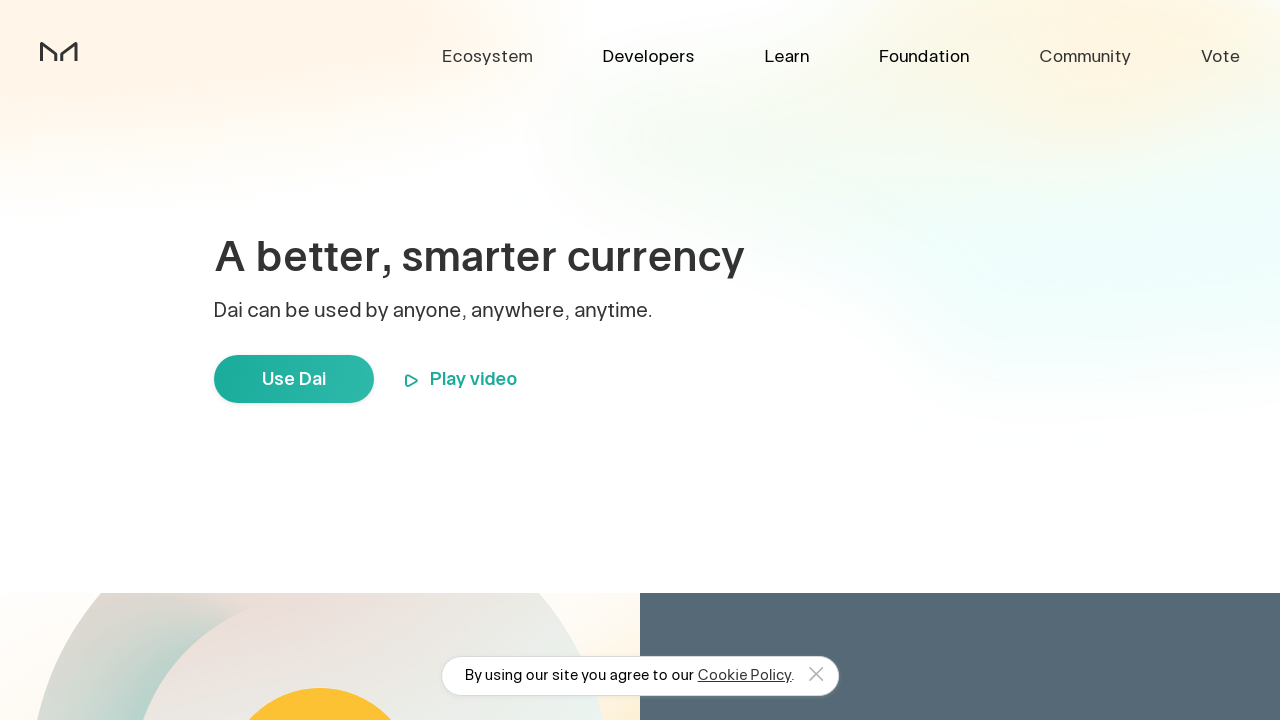 Ecosystem Developers Learn Foundation Community Vote
A better, smarter currency
Dai can be used by anyone, anywhere, anytime.
Use Dai Play video
By using our site you agree to our Cookie Policy.